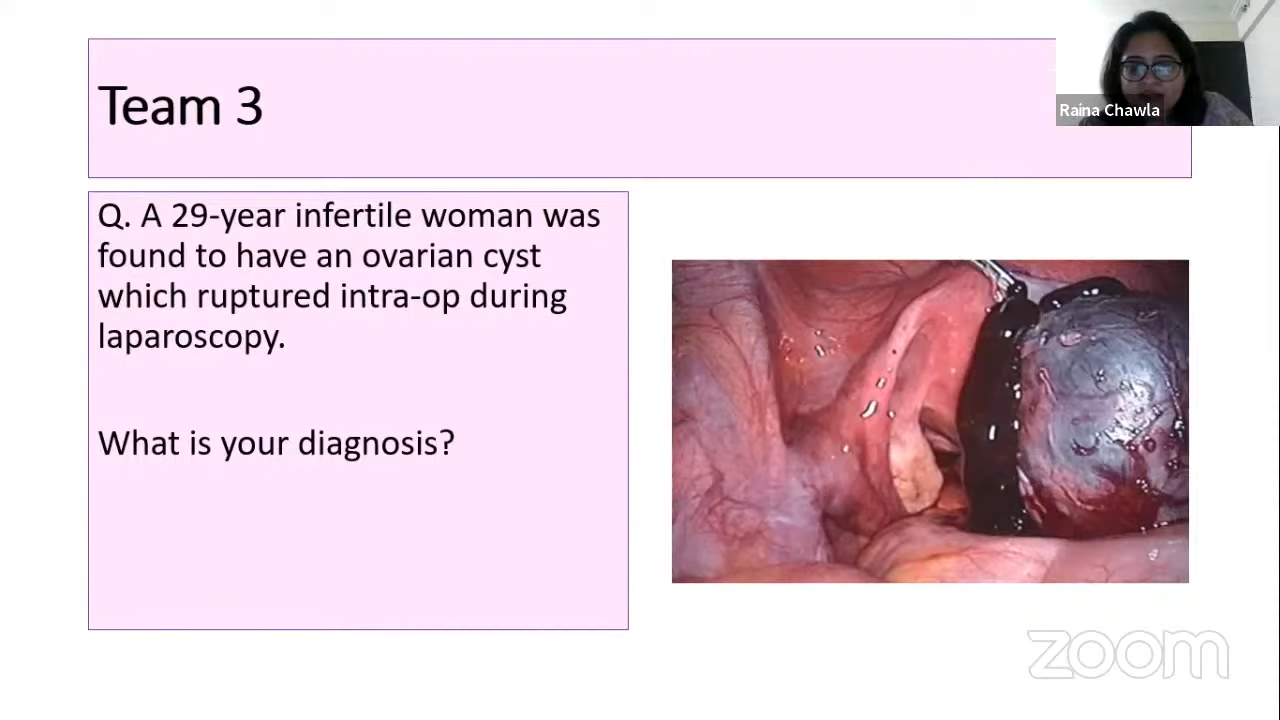 Team 3
Raina Chawla
Q. A 29-year infertile woman was
found to have an ovarian cyst
which ruptured intra-op during
laparoscopy.
What is your diagnosis?
zoom